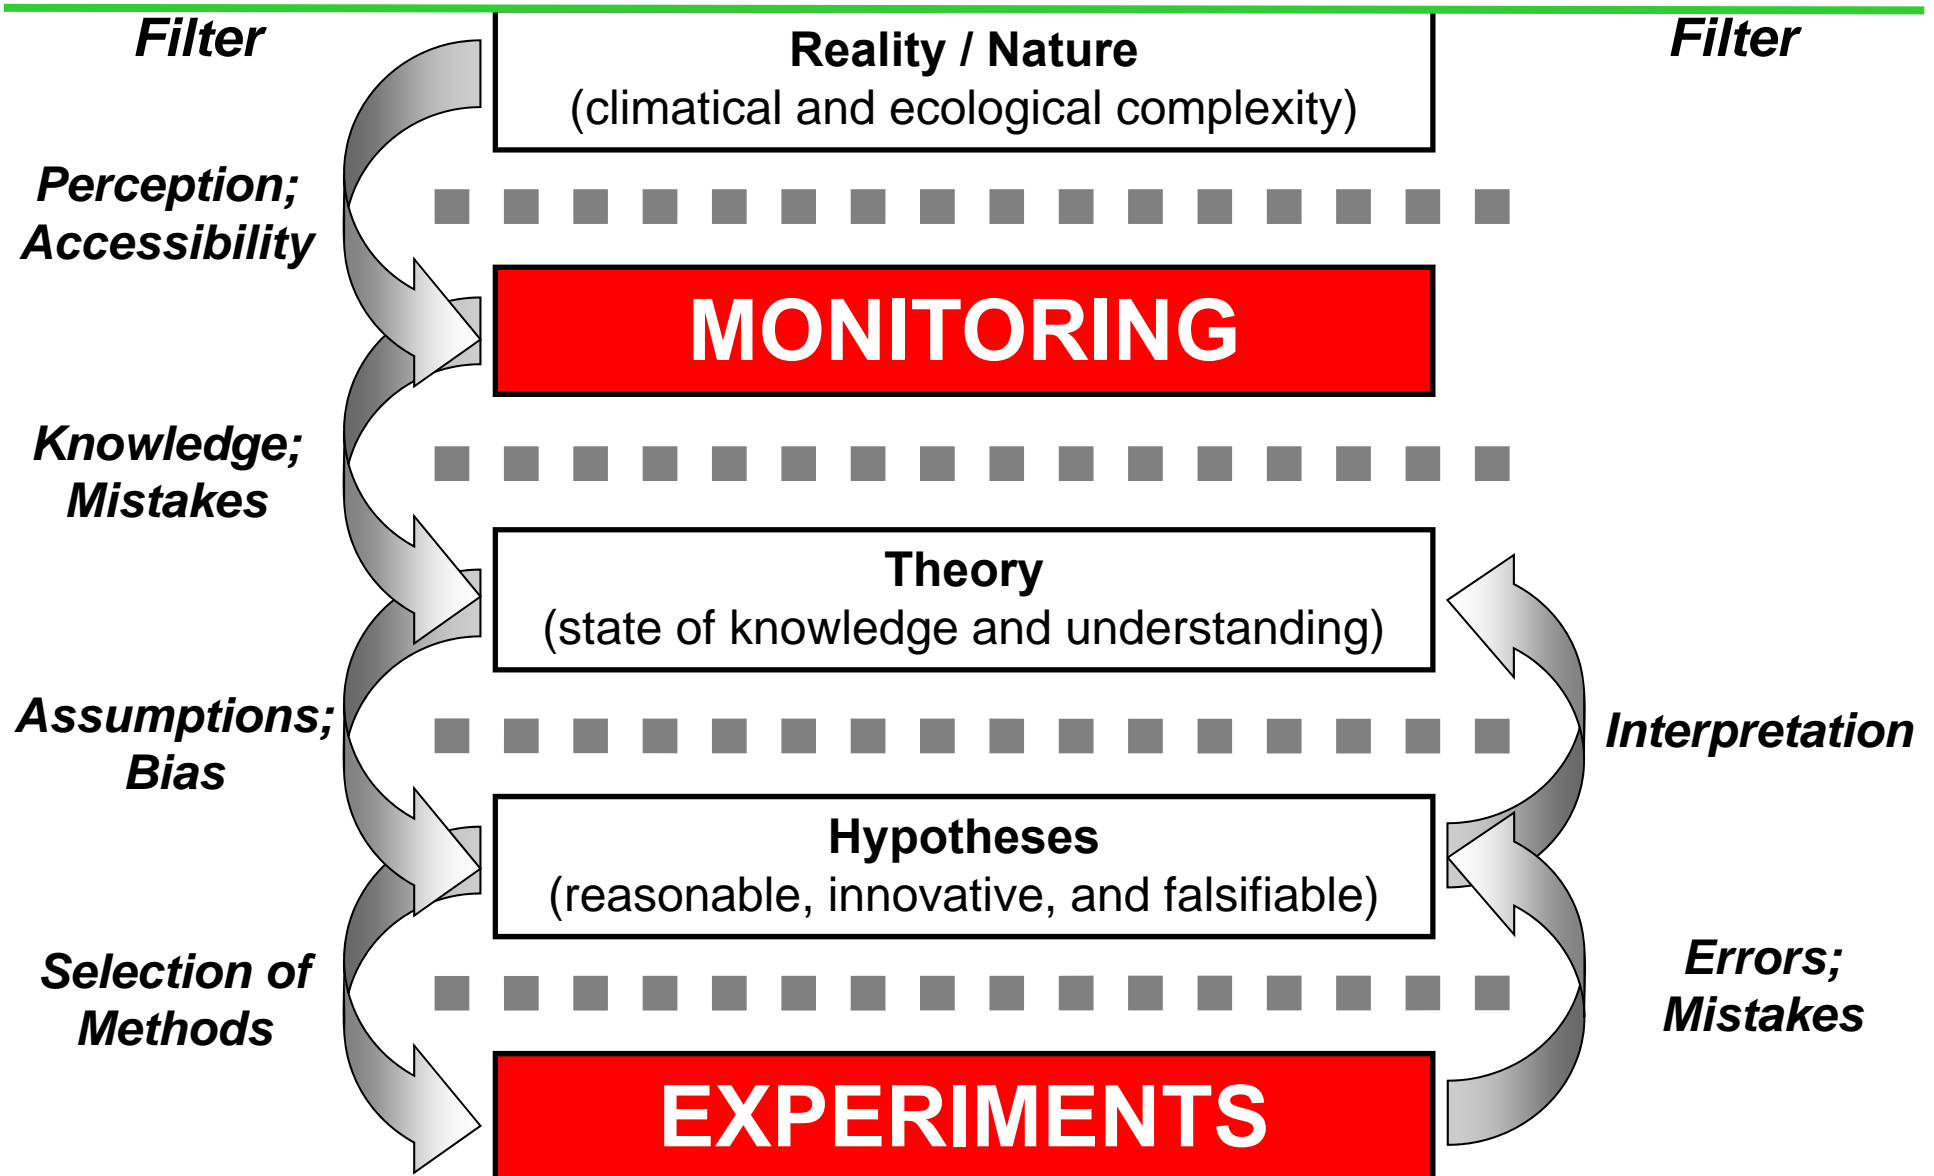 Filter
Reality / Nature
Filter
(climatical and ecological complexity)
Perception;
Accessibility
MONITORING
Knowledge;
Mistakes
Theory
(state of knowledge and understanding)
Assumptions;
Bias
Interpretation
Hypotheses
(reasonable, innovative, and falsifiable)
Selection of
Methods
Errors;
Mistakes
EXPERIMENTS